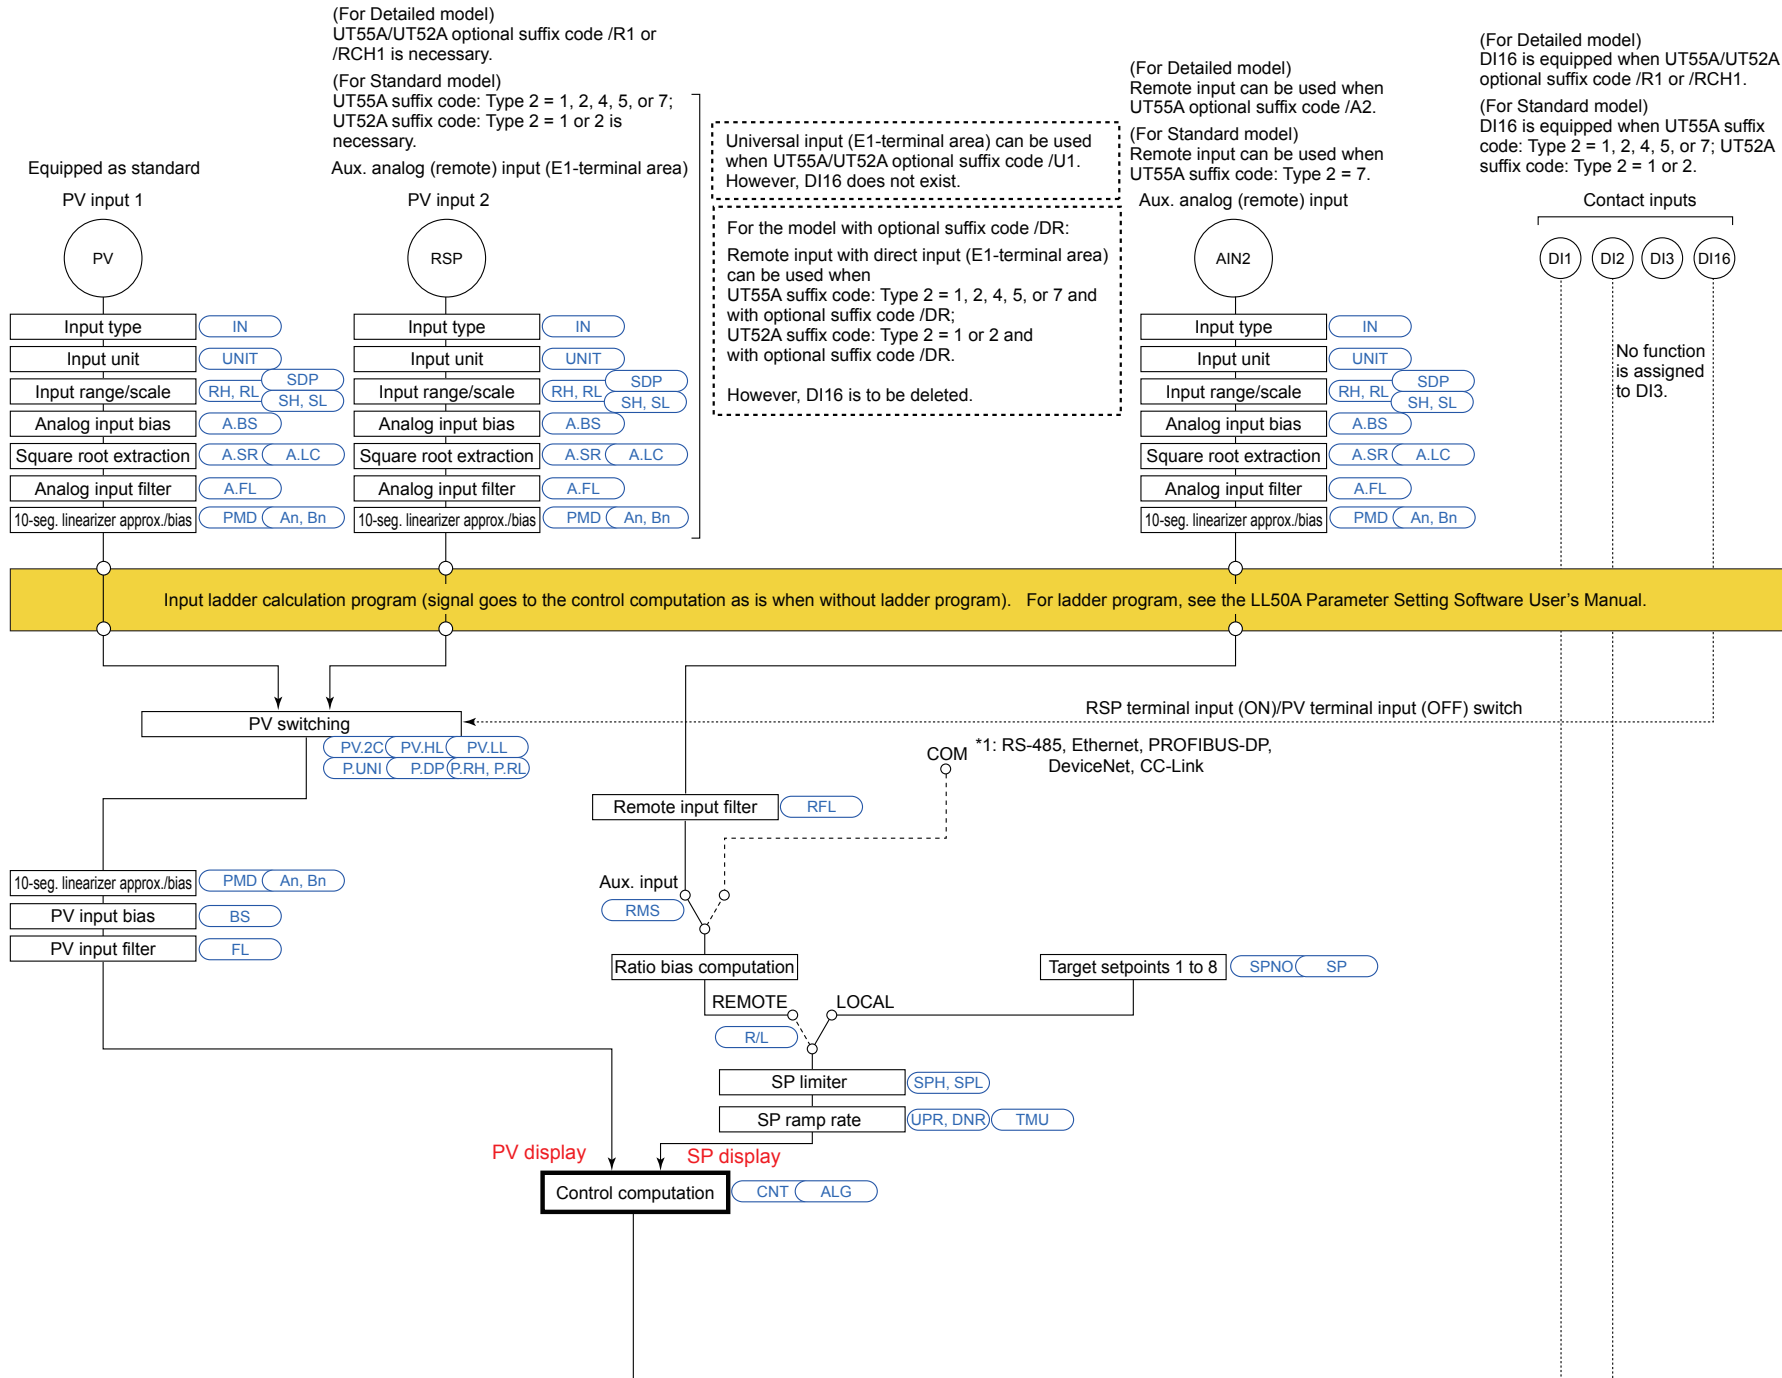 (For Detailed model)
UT55A/UT52A optional suffix code /R1 or
/RCH1 is necessary.
(For Standard model)
UT55A suffix code: Type 2 = 1, 2, 4, 5, or 7;
UT52A suffix code: Type 2 = 1 or 2 is
necessary.
Equipped as standard
Aux. analog (remote) input (E1-terminal area)
PV input 1
PV input 2
Universal input (E1-terminal area) can be used
when UT55A/UT52A optional suffix code /U1.
However, DI16 does not exist.
For the model with optional suffix code /DR:
Remote input with direct input (E1-terminal area)
can be used when
UT55A suffix code: Type 2 = 1, 2, 4, 5, or 7 and
with optional suffix code /DR;
UT52A suffix code: Type 2 = 1 or 2 and
with optional suffix code /DR.
However, DI16 is to be deleted.
(For Detailed model)
Remote input can be used when
UT55A optional suffix code /A2.
(For Standard model)
Remote input can be used when
UT55A suffix code: Type 2 = 7.
Aux. analog (remote) input
(For Detailed model)
DI16 is equipped when UT55A/UT52A
optional suffix code /R1 or /RCH1.
(For Standard model)
DI16 is equipped when UT55A suffix
code: Type 2 = 1, 2, 4, 5, or 7; UT52A
suffix code: Type 2 = 1 or 2.
Contact inputs
PV
RSP
AIN2
DI1 DI2 DI3 DI16
No function
is assigned
to DI3.
Input type IN
Input unit UNIT
Input range/scale RH, RL SDP SH, SL
Analog input bias A.BS
Square root extraction A.SR A.LC
Analog input filter A.FL
10-seg. linearizer approx./bias PMD An, Bn
Input type IN
Input unit UNIT
Input range/scale RH, RL SDP SH, SL
Analog input bias A.BS
Square root extraction A.SR A.LC
Analog input filter A.FL
10-seg. linearizer approx./bias PMD An, Bn
Input type IN
Input unit UNIT
Input range/scale RH, RL SDP SH, SL
Analog input bias A.BS
Square root extraction A.SR A.LC
Analog input filter A.FL
10-seg. linearizer approx./bias PMD An, Bn
Input ladder calculation program (signal goes to the control computation as is when without ladder program). For ladder program, see the LL50A Parameter Setting Software User's Manual.
RSP terminal input (ON)/PV terminal input (OFF) switch
PV switching
PV.2C PV.HL PV.LL
P.UNI P.DP P.RH, P.RL
COM *1: RS-485, Ethernet, PROFIBUS-DP,
DeviceNet, CC-Link
Remote input filter RFL
10-seg. linearizer approx./bias PMD An, Bn
PV input bias BS
PV input filter FL
Aux. input
RMS
Ratio bias computation
Target setpoints 1 to 8 SPNO SP
REMOTE LOCAL
R/L
SP limiter SPH, SPL
SP ramp rate UPR, DNR TMU
PV display SP display
Control computation CNT ALG